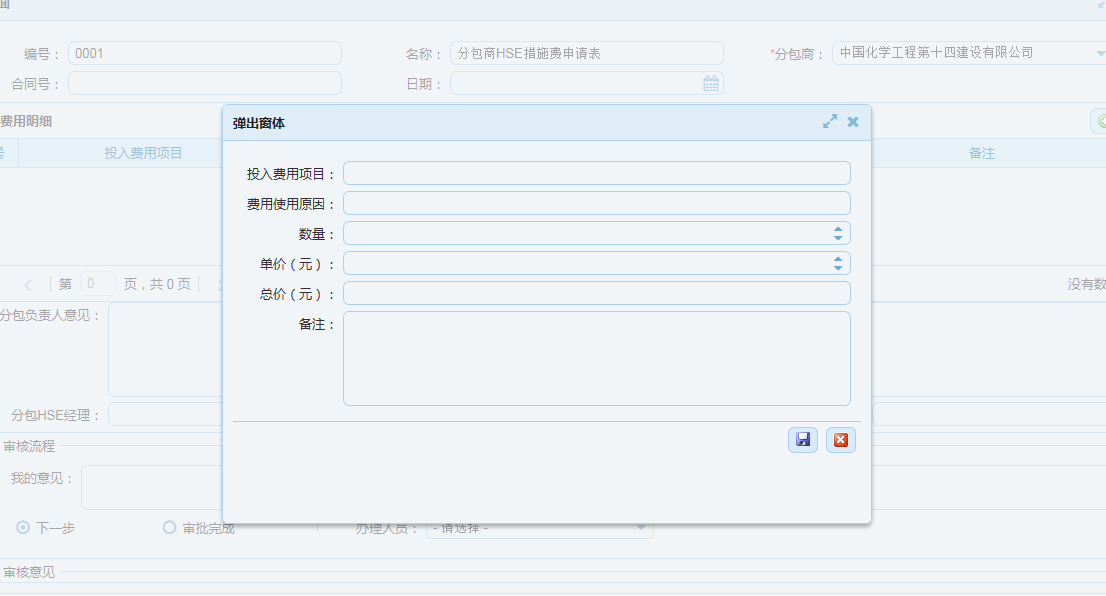 面
编号： 0001 名称： 分包商HSE措施费申请表 *分包商： 中国化学工程第十四建设有限公司
合同号： 日期：
费用明细
号 投入费用项目 备注
弹出窗体
投入费用项目：
费用使用原因：
数量：
单价（元）：
总价（元）：
备注：
第 0 页，共 0 页 没有数
分包负责人意见：
分包HSE经理：
审核流程
我的意见：
下一步 审批完成 办理人员： - 请选择 -
审核意见